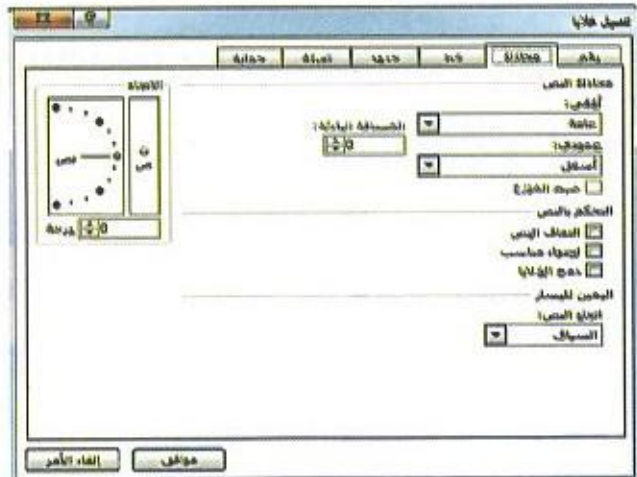 تنسيق خلايا
رقم محاذاة خط حدود تعبئة حماية
محاذاة النص
أفقي:
عام
المسافة البادئة:
0
عمودي:
أسفل
ضبط التوزيع
التحكم بالنص
التفاف النص
احتواء مناسب
دمج الخلايا
اليمين لليسار
اتجاه النص:
السياق
الاتجاه
نص
نص
0 درجة
موافق إلغاء الأمر